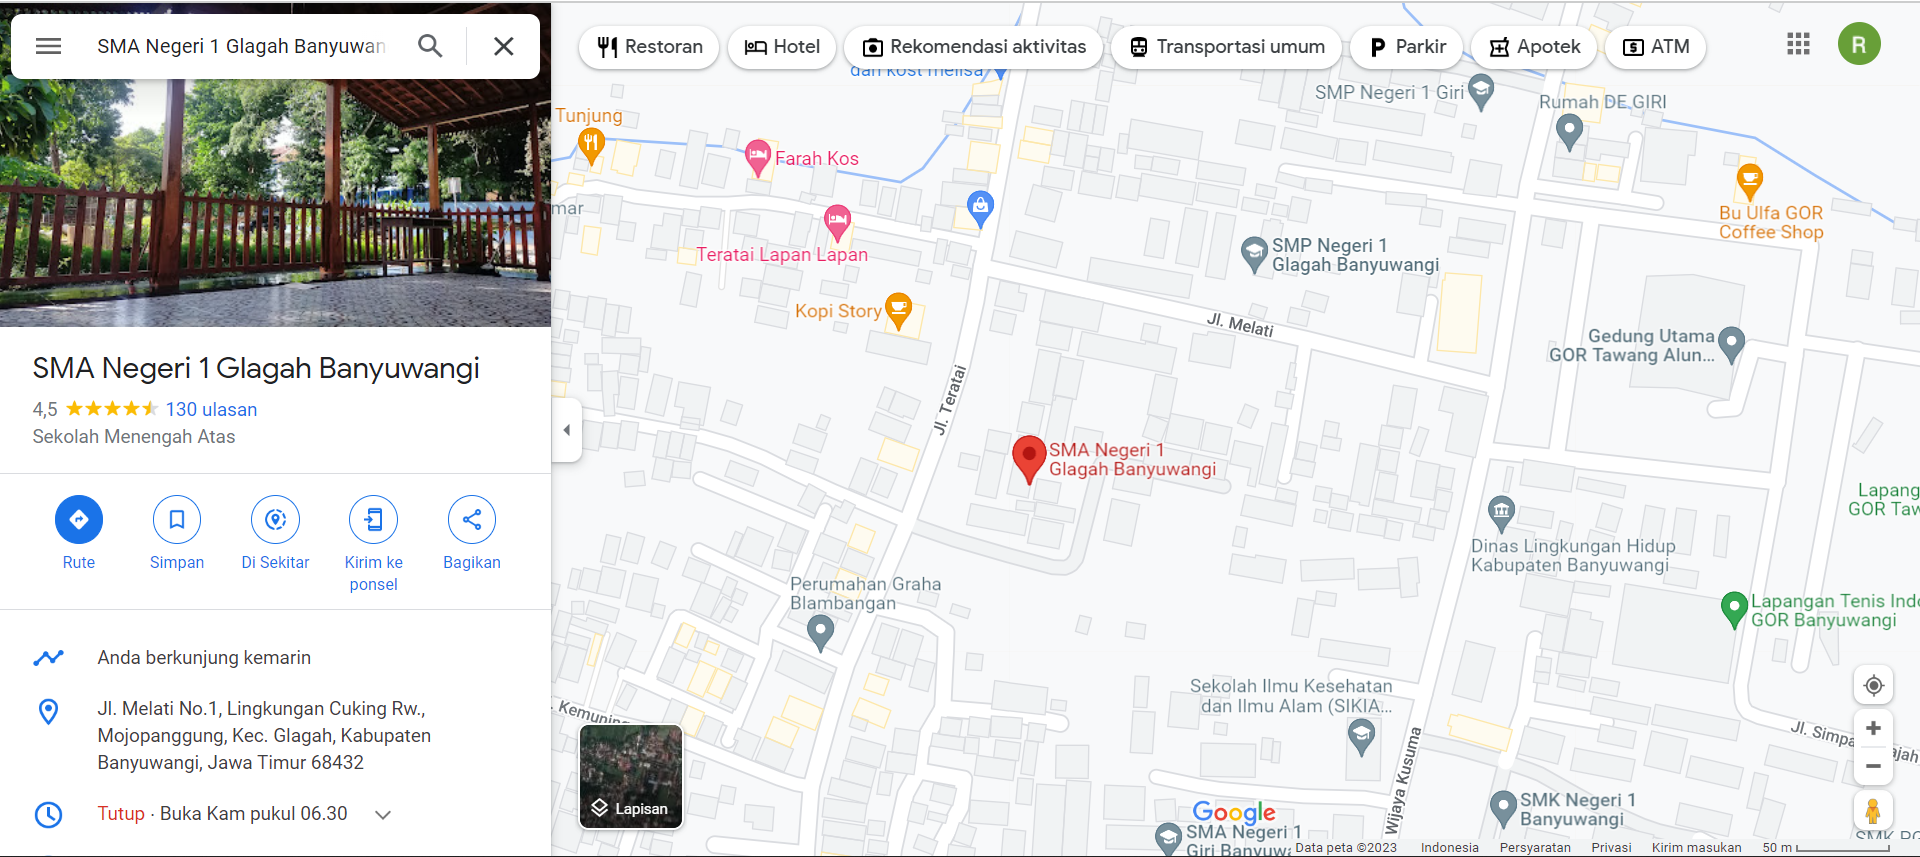 SMA Negeri 1 Glagah Banyuwan
Restoran
Hotel
Rekomendasi aktivitas
Transportasi umum
Parkir
Apotek
ATM
R
SMA Negeri 1 Glagah Banyuwangi
4,5
130 ulasan
Sekolah Menengah Atas
Rute
Simpan
Di Sekitar
Kirim ke
ponsel
Bagikan
Anda berkunjung kemarin
Jl. Melati No.1, Lingkungan Cuking Rw.,
Mojopanggung, Kec. Glagah, Kabupaten
Banyuwangi, Jawa Timur 68432
Tutup · Buka Kam pukul 06.30
dan kost melisa
Tunjung
Farah Kos
mar
Teratai Lapan Lapan
Kopi Story
Jl. Teratai
SMP Negeri 1 Giri
Rumah DE GIRI
Bu Ulfa GOR
Coffee Shop
SMP Negeri 1
Glagah Banyuwangi
Jl. Melati
Gedung Utama
GOR Tawang Alun...
SMA Negeri 1
Glagah Banyuwangi
Lapang
GOR Taw
Dinas Lingkungan Hidup
Kabupaten Banyuwangi
Perumahan Graha
Blambangan
Lapangan Tenis Indo
GOR Banyuwangi
Sekolah Ilmu Kesehatan
dan Ilmu Alam (SIKIA...
. Kemuning
Jl. Simpa
jah
Wijaya Kusuma
SMK Negeri 1
Banyuwangi
SMA Negeri 1
Giri Banyuwa
SMK PG
Lapisan
Google
Data peta ©2023
Indonesia
Persyaratan
Privasi
Kirim masukan
50 m